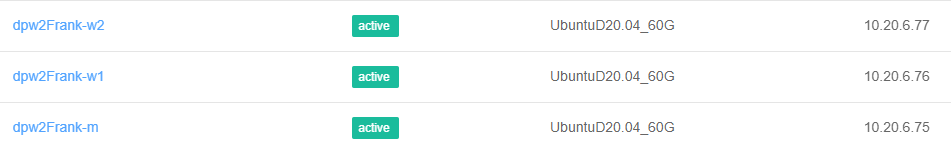 dpw2Frank-w2 active UbuntuD20.04_60G 10.20.6.77
dpw2Frank-w1 active UbuntuD20.04_60G 10.20.6.76
dpw2Frank-m active UbuntuD20.04_60G 10.20.6.75